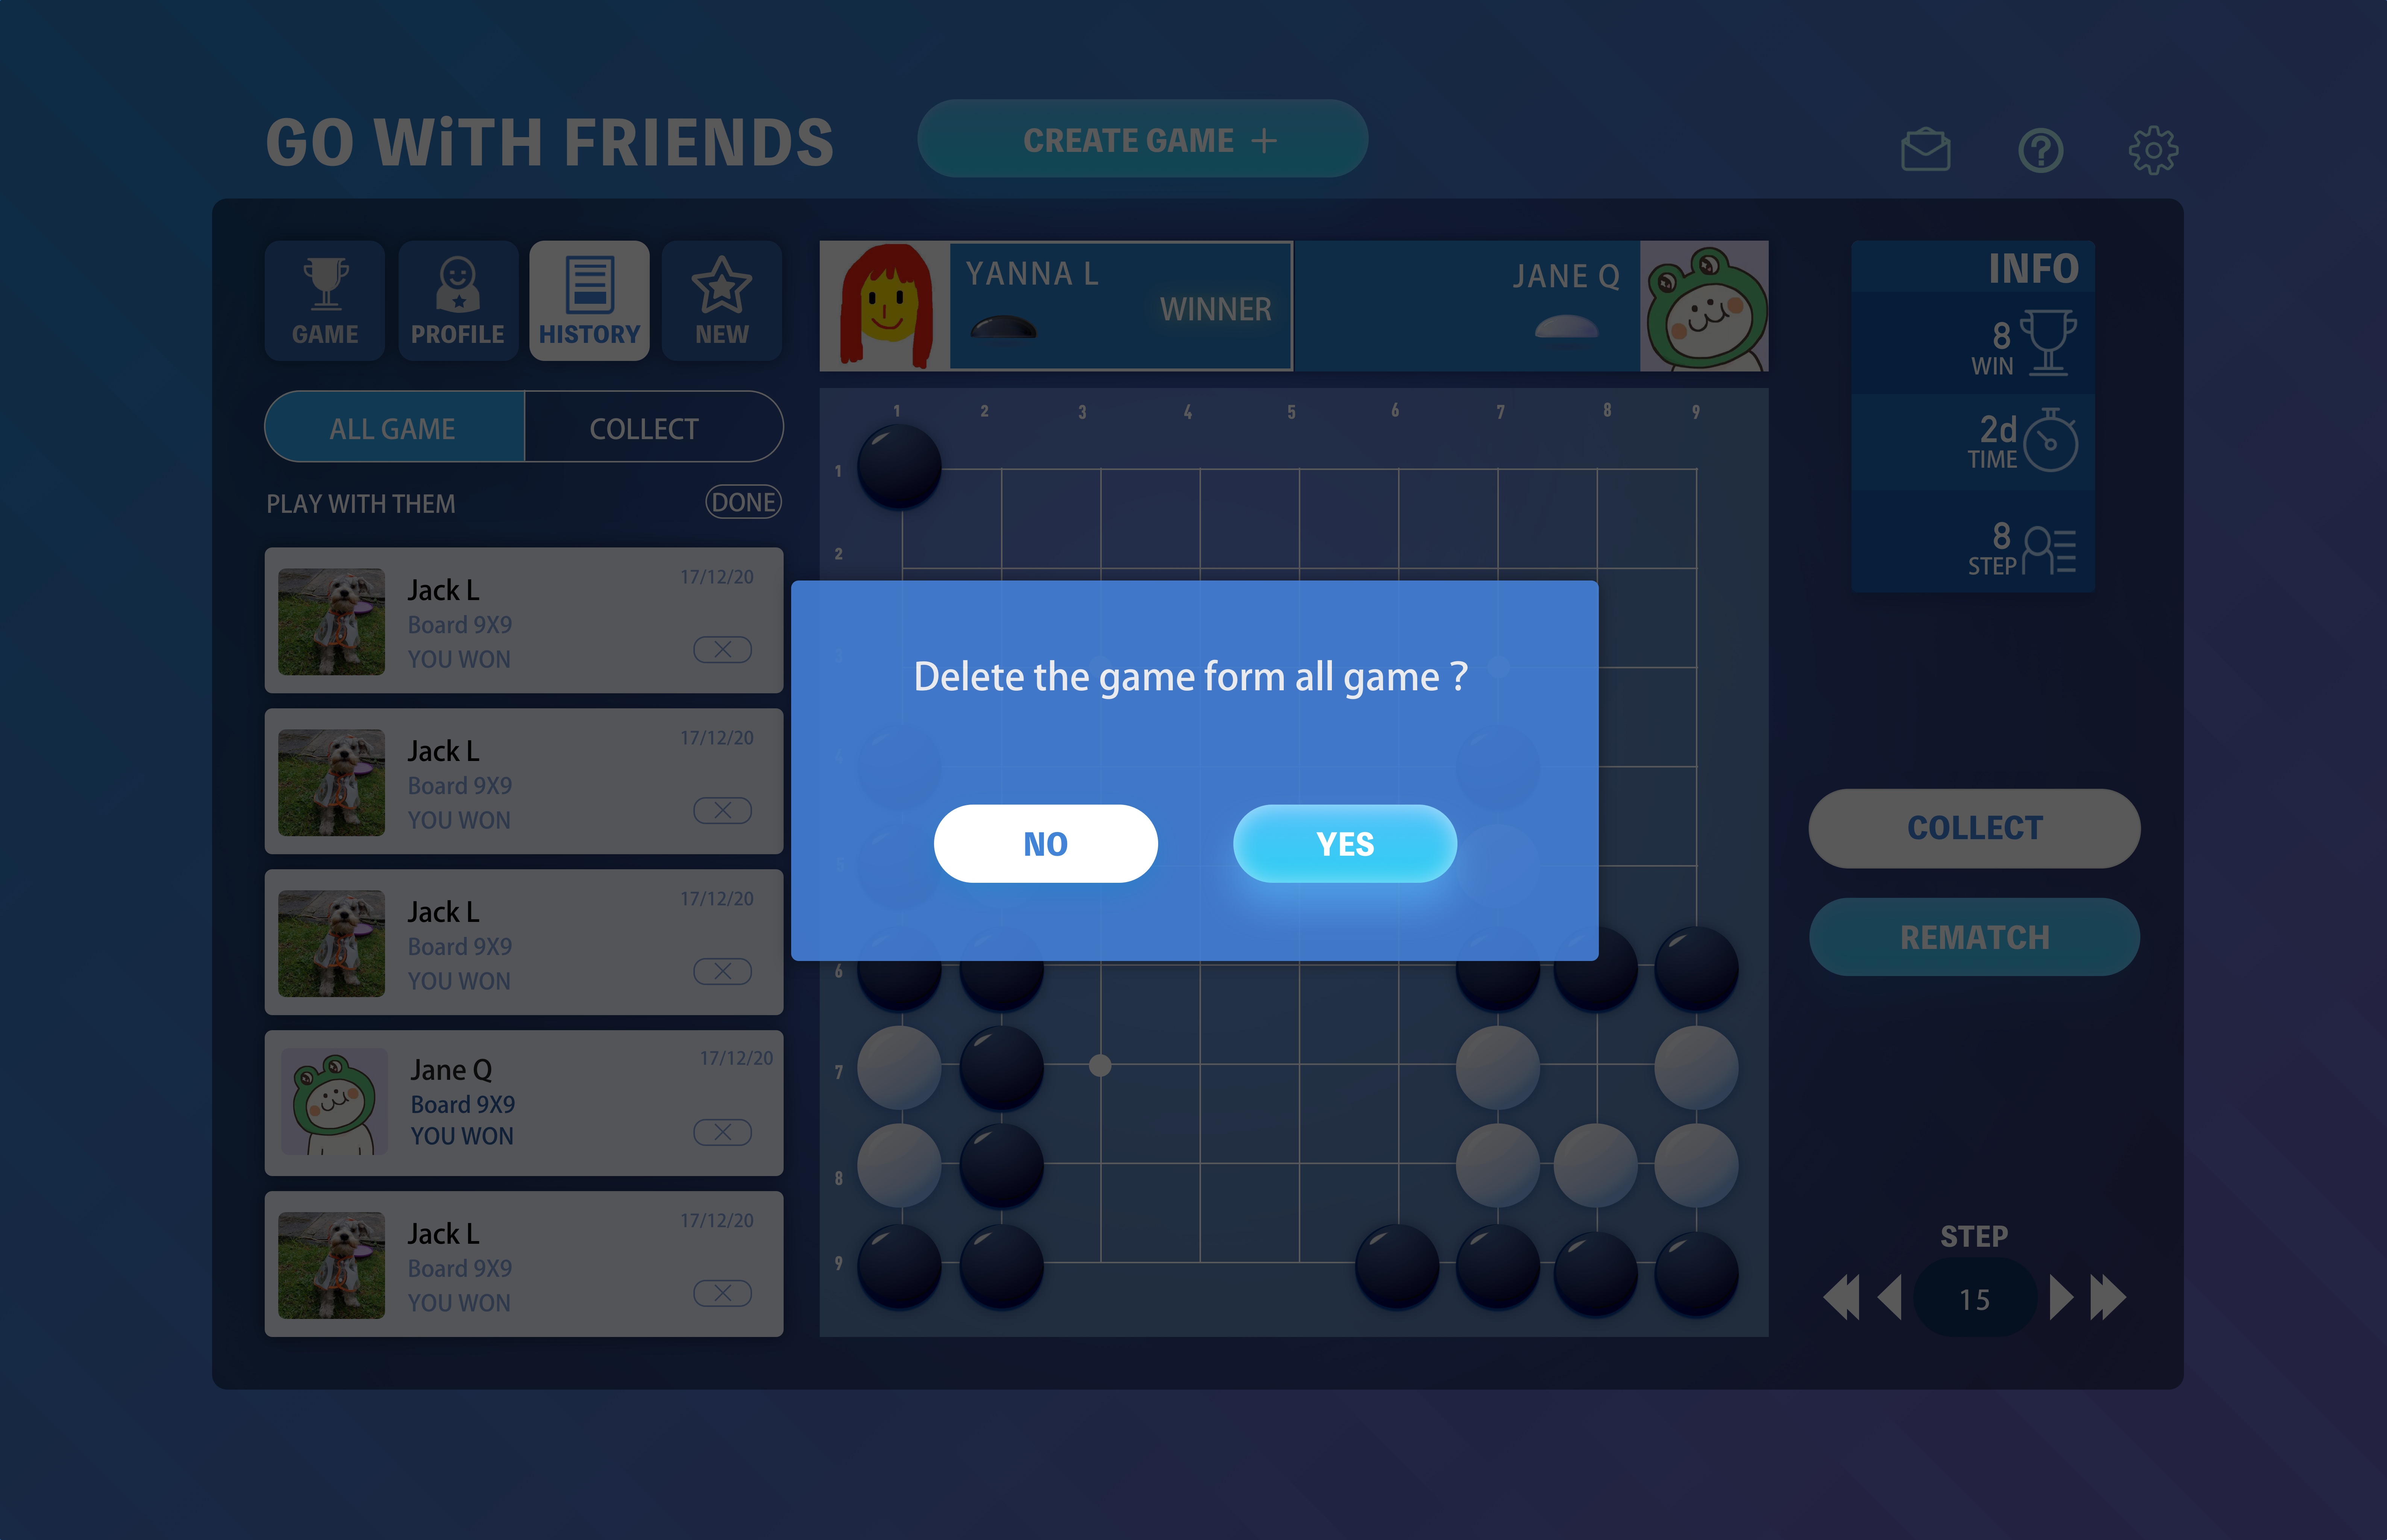 GO WiTH FRIENDS
CREATE GAME +
GAME
PROFILE
HISTORY
NEW
ALL GAME
COLLECT
PLAY WITH THEM
DONE
Jack L
17/12/20
Board 9X9
YOU WON
Jack L
17/12/20
Board 9X9
YOU WON
Jack L
17/12/20
Board 9X9
YOU WON
Jane Q
17/12/20
Board 9X9
YOU WON
Jack L
17/12/20
Board 9X9
YOU WON
YANNA L
WINNER
JANE Q
1 2 3 4 5 6 7 8 9
1
2
3
4
5
6
7
8
9
Delete the game form all game ?
NO
YES
INFO
8
WIN
2d
TIME
8
STEP
COLLECT
REMATCH
STEP
15